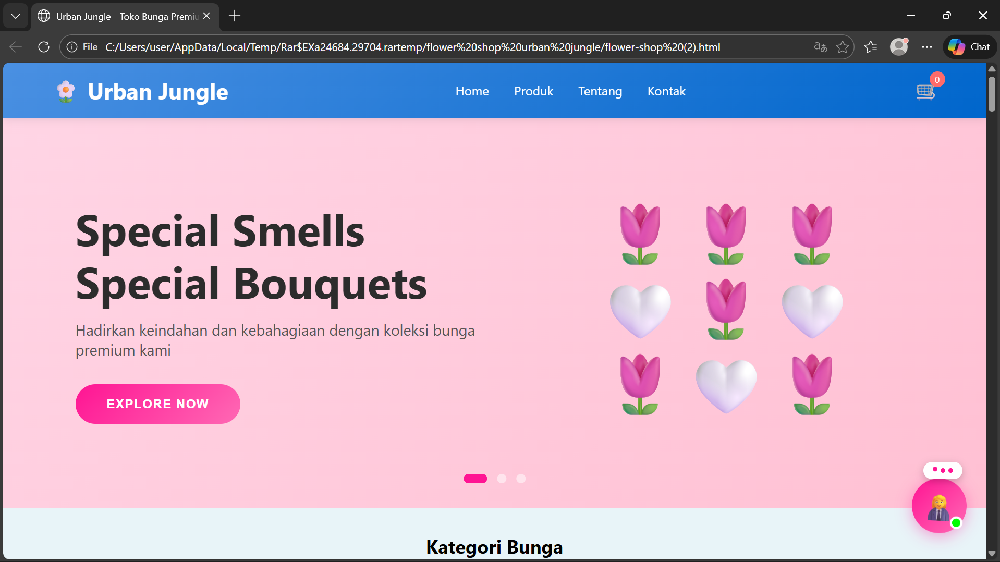 Urban Jungle - Toko Bunga Premiu
File C:/Users/user/AppData/Local/Temp/Rar$EXa24684.29704.rartemp/flower%20shop%20urban%20jungle/flower-shop%20(2).html
Chat
Urban Jungle
Home Produk Tentang Kontak
0
Special Smells
Special Bouquets
Hadirkan keindahan dan kebahagiaan dengan koleksi bunga
premium kami
EXPLORE NOW
Kategori Bunga